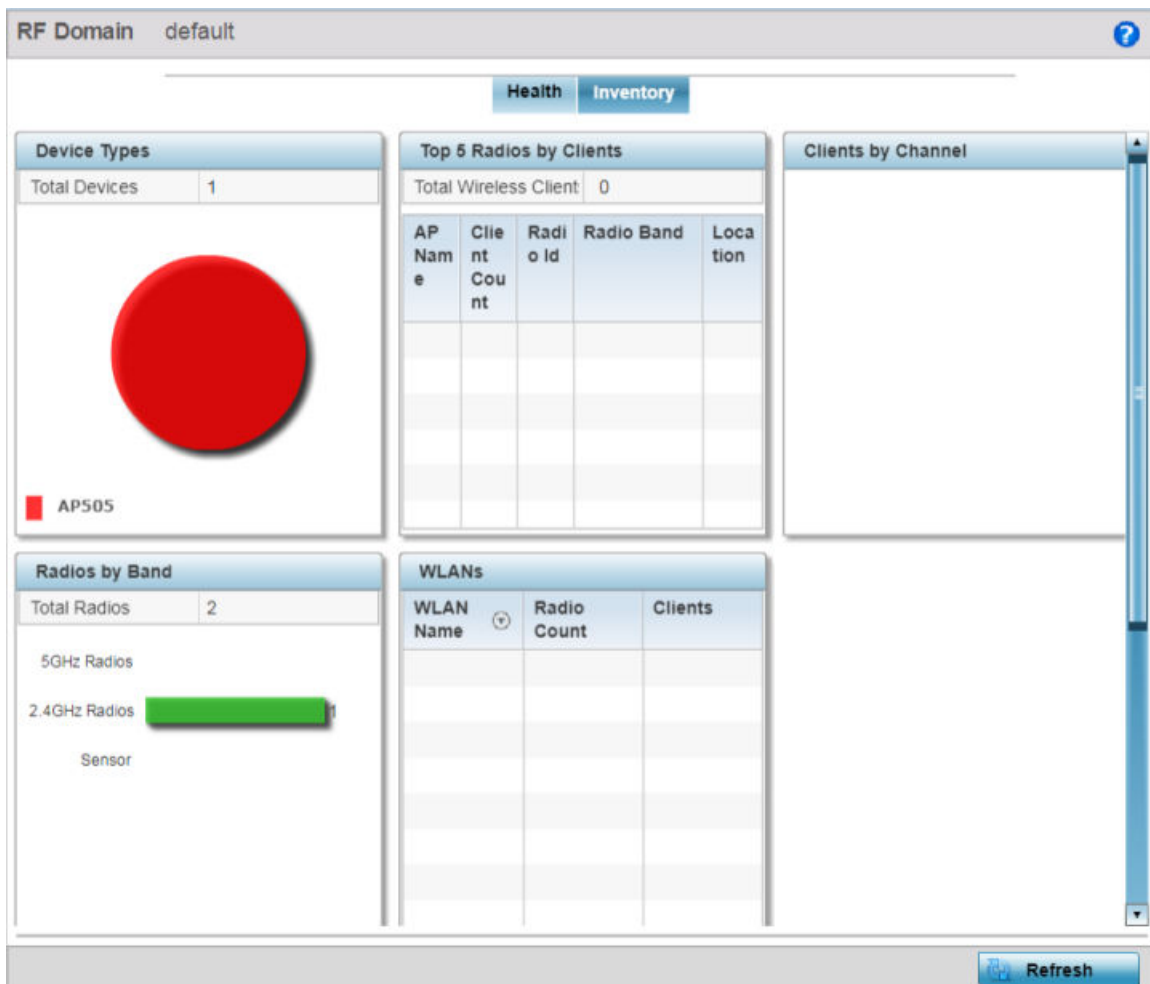 RF Domain default
Health Inventory
Device Types
Total Devices 1
AP505
Top 5 Radios by Clients
Total Wireless Client 0
AP Nam e
Clie nt Cou nt
Radi o Id
Radio Band
Loca tion
Clients by Channel
Radios by Band
Total Radios 2
5GHz Radios
2.4GHz Radios 1
Sensor
WLANs
WLAN Name
Radio Count
Clients
Refresh